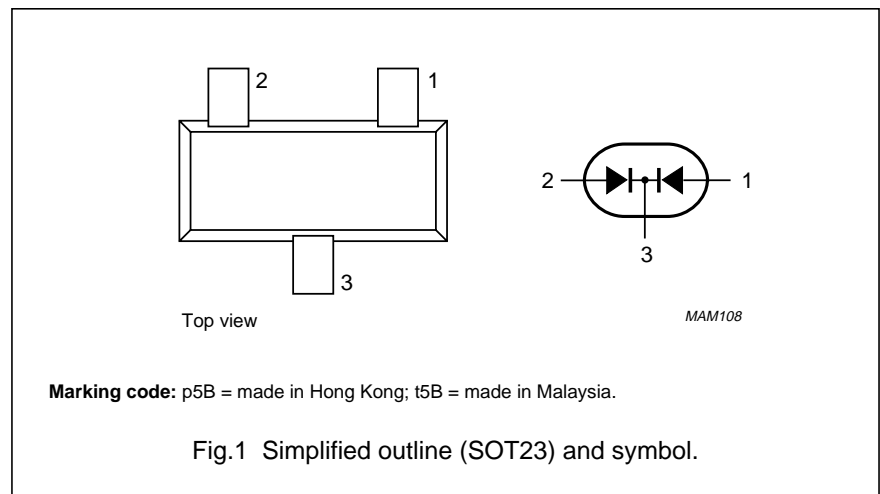 2
1
3
Top view
2
1
3
MAM108
Marking code: p5B = made in Hong Kong; t5B = made in Malaysia.
Fig.1 Simplified outline (SOT23) and symbol.